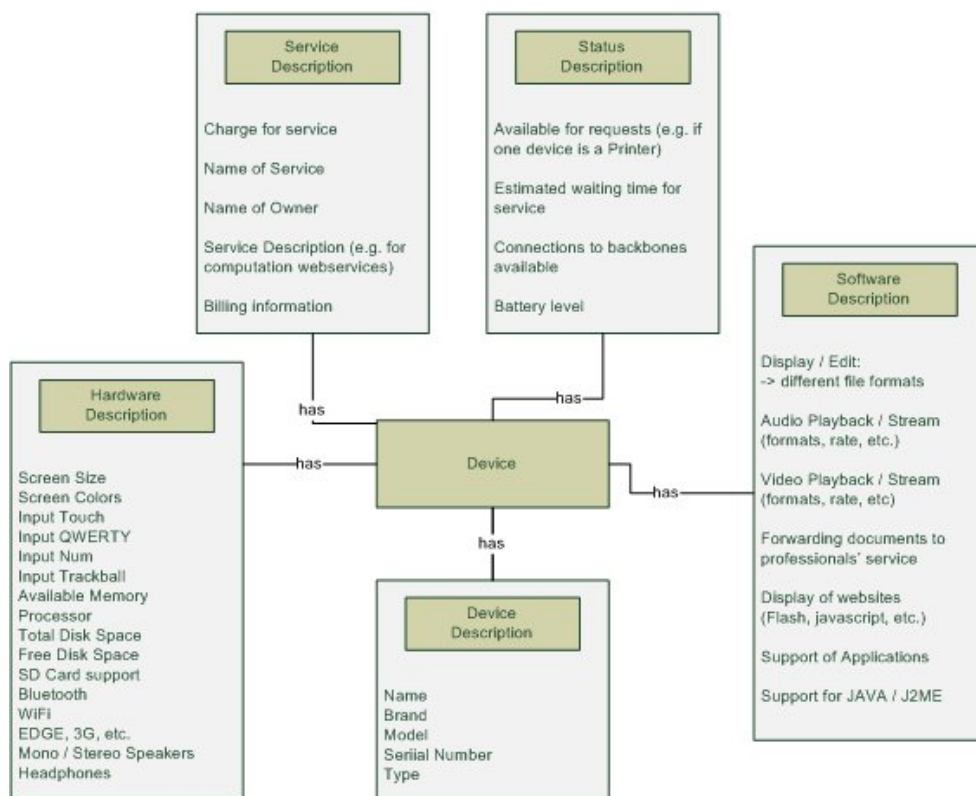 Service
Description
Charge for service
Name of Service
Name of Owner
Service Description (e.g. for
computation webservices)
Billing information
Status
Description
Available for requests (e.g. if
one device is a Printer)
Estimated waiting time for
service
Connections to backbones
available
Battery level
Software
Description
Display / Edit:
-> different file formats
Audio Playback / Stream
(formats, rate, etc.)
Video Playback / Stream
(formats, rate, etc)
Forwarding documents to
professionals´ service
Display of websites
(Flash, javascript, etc.)
Support of Applications
Support for JAVA / J2ME
Hardware
Description
Screen Size
Screen Colors
Input Touch
Input QWERTY
Input Num
Input Trackball
Available Memory
Processor
Total Disk Space
Free Disk Space
SD Card support
Bluetooth
WiFi
EDGE, 3G, etc.
Mono / Stereo Speakers
Headphones
has
has
Device
has
has
Device
Description
Name
Brand
Model
Seriial Number
Type